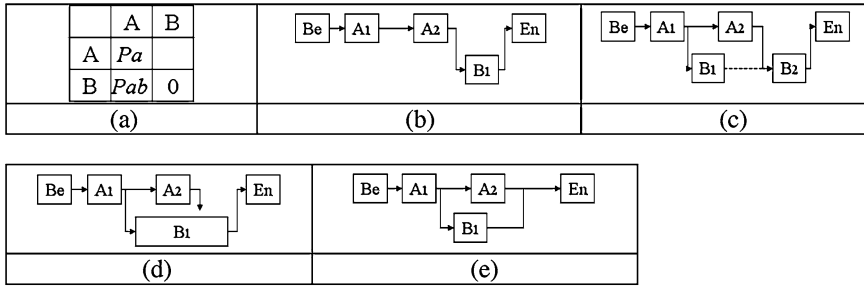 A B
A Pa
B Pab 0
Be A1 A2 En
B1
Be A1 A2 En
B1 B2
(a) (b) (c)
Be A1 A2 En
B1
Be A1 A2 En
B1
(d) (e)